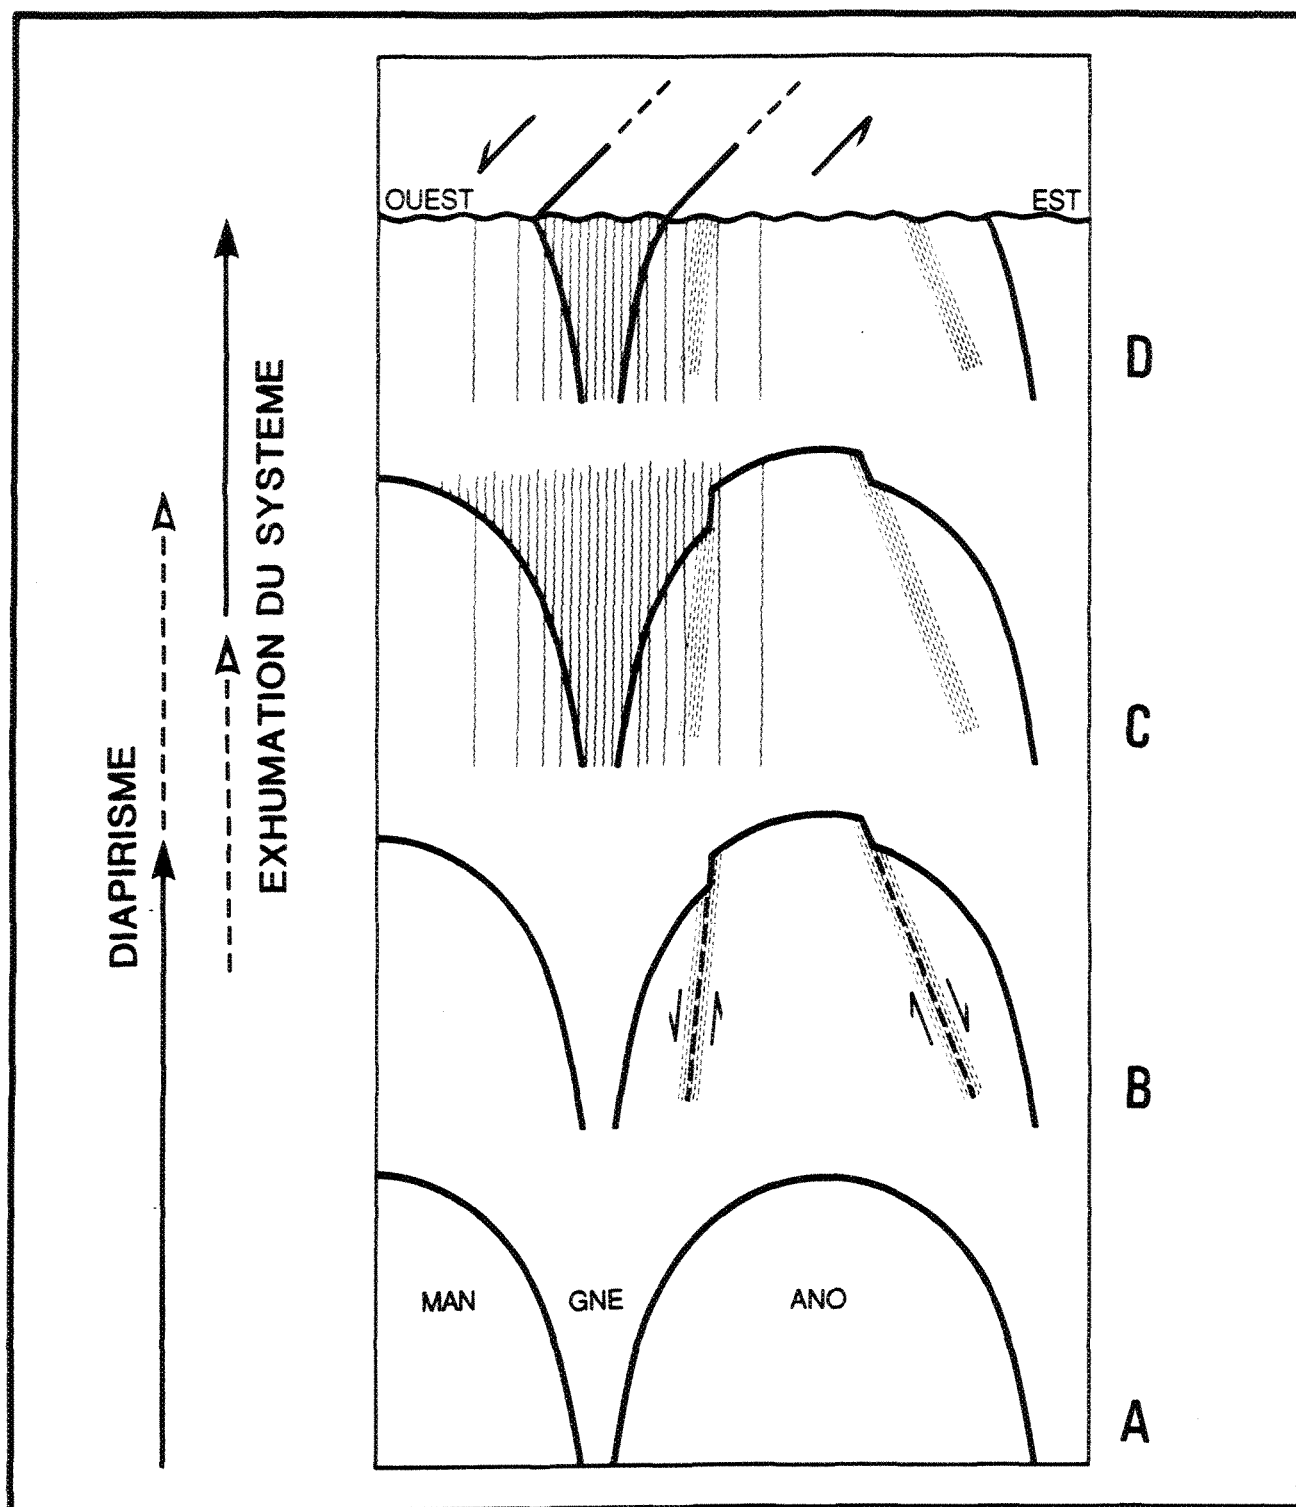 OUEST
EST
D
EXHUMATION DU SYSTEME
C
DIAPIRISME
B
MAN
GNE
ANO
A